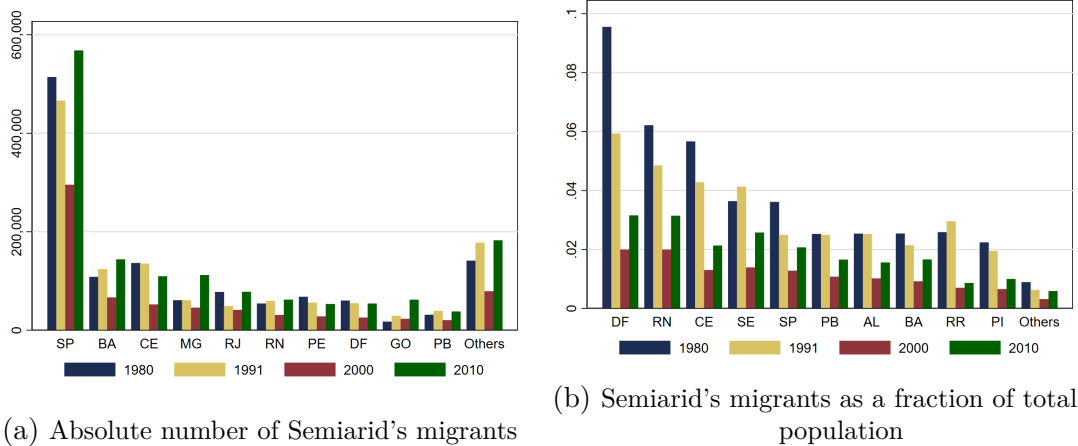 600,000
400,000
200,000
0
SP BA CE MG RJ RN PE DF GO PB Others
1980 1991 2000 2010
(a) Absolute number of Semiarid's migrants
.1
.08
.06
.04
.02
0
DF RN CE SE SP PB AL BA RR PI Others
1980 1991 2000 2010
(b) Semiarid's migrants as a fraction of total
population